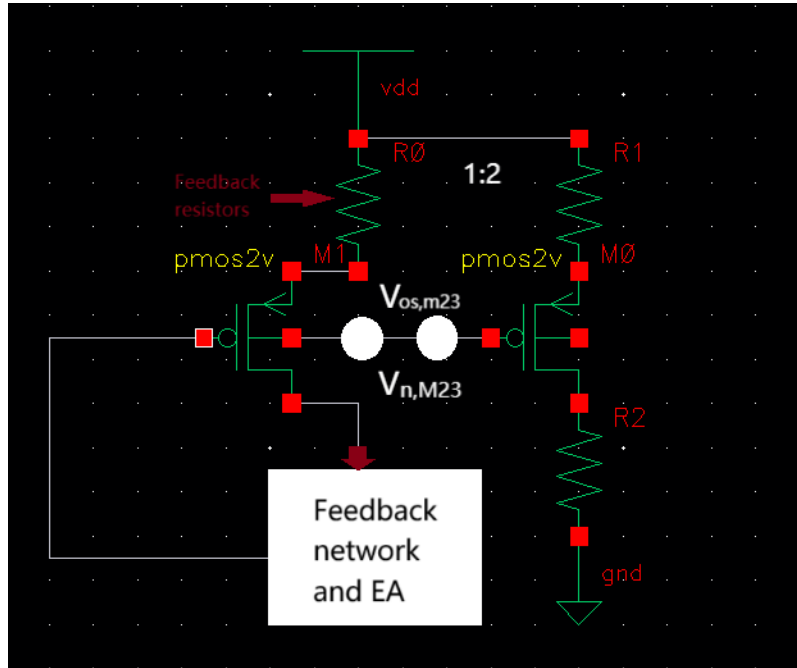 vdd
R0
R1
1:2
Feedback
resistors
pmos2v
M1
pmos2v
M0
Vos,m23
Vn,M23
R2
Feedback
network
and EA
gnd